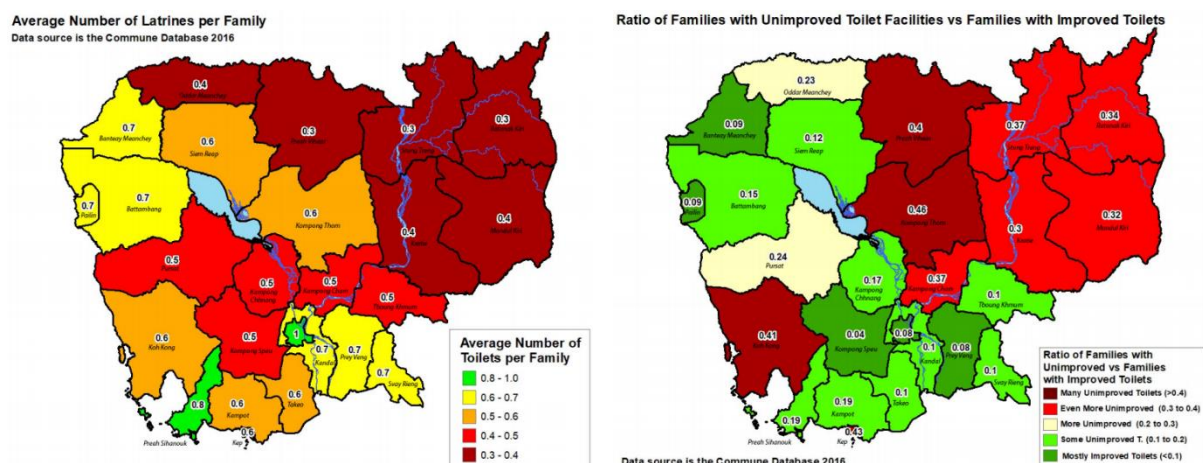 Average Number of Latrines per Family
Data source is the Commune Database 2016
0.4
0.3
0.3
0.3
0.7
Banteay Meanchey
0.6
Siem Reap
0.7
Pailin
0.7
Battambang
0.6
Kampong Thom
0.4
0.4
0.5
Pursat
0.5
Kampong Chhnang
0.5
Kampong Cham
0.5
Tboung Khmum
0.6
Koh Kong
0.5
Kampong Speu
1
0.7
Kandal
0.7
Prey Veng
0.7
Svay Rieng
0.8
Preah Sihanouk
0.6
Kampot
0.6
Takeo
0.6
Kep
Average Number of
Toilets per Family
0.8 - 1.0
0.6 - 0.7
0.5 - 0.6
0.4 - 0.5
0.3 - 0.4
Ratio of Families with Unimproved Toilet Facilities vs Families with Improved Toilets
0.23
Oddar Meanchey
0.4
0.37
0.34
0.09
Banteay Meanchey
0.12
Siem Reap
0.09
Pailin
0.15
Battambang
0.46
0.3
0.32
0.24
Pursat
0.17
Kampong Chhnang
0.37
Kampong Cham
0.1
Tboung Khmum
0.41
0.04
Kampong Speu
0.08
0.1
Kandal
0.08
Prey Veng
0.1
Svay Rieng
0.19
Preah Sihanouk
0.19
Kampot
0.1
Takeo
0.43
Kep
Ratio of Families with
Unimproved vs Families
with Improved Toilets
Many Unimproved Toilets (>0.4)
Even More Unimproved (0.3 to 0.4)
More Unimproved (0.2 to 0.3)
Some Unimproved T. (0.1 to 0.2)
Mostly Improved Toilets (<0.1)
Data source is the Commune Database 2016